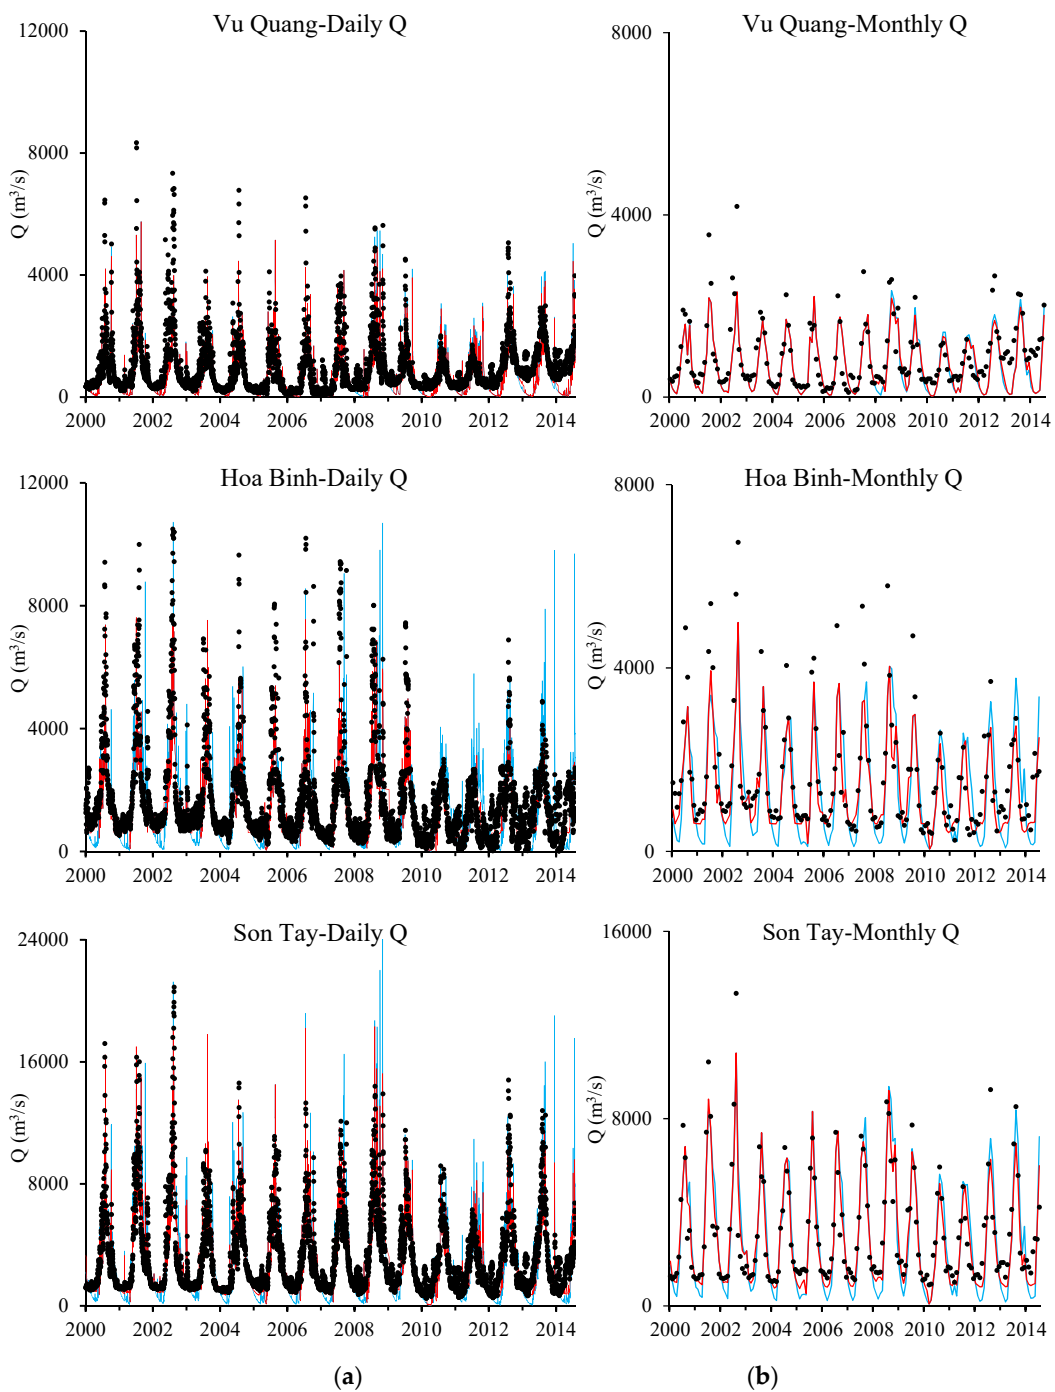 Vu Quang-Daily Q
Q (m³/s)
12000
8000
4000
0
2000 2002 2004 2006 2008 2010 2012 2014
Vu Quang-Monthly Q
Q (m³/s)
8000
4000
0
2000 2002 2004 2006 2008 2010 2012 2014
Hoa Binh-Daily Q
Q (m³/s)
12000
8000
4000
0
2000 2002 2004 2006 2008 2010 2012 2014
Hoa Binh-Monthly Q
Q (m³/s)
8000
4000
0
2000 2002 2004 2006 2008 2010 2012 2014
Son Tay-Daily Q
Q (m³/s)
24000
16000
8000
0
2000 2002 2004 2006 2008 2010 2012 2014
Son Tay-Monthly Q
Q (m³/s)
16000
8000
0
2000 2002 2004 2006 2008 2010 2012 2014
(a)
(b)